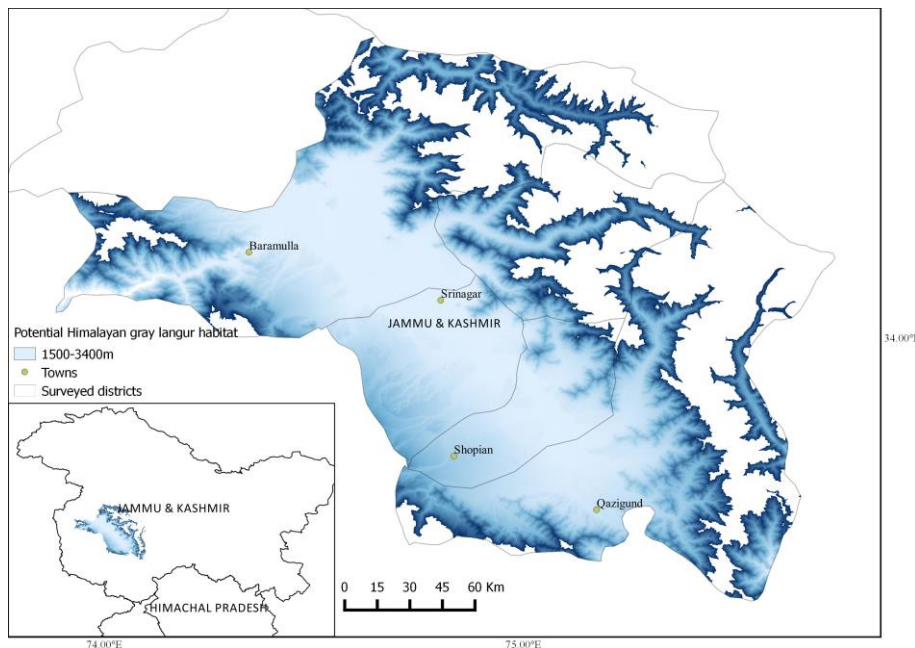 Baramulla
Srinagar
JAMMU & KASHMIR
Potential Himalayan gray langur habitat
1500-3400m
Towns
Surveyed districts
34.00°E
Shopian
Qazigund
JAMMU & KASHMIR
HIMACHAL PRADESH
0 15 30 45 60 Km
74.00°E
75.00°E